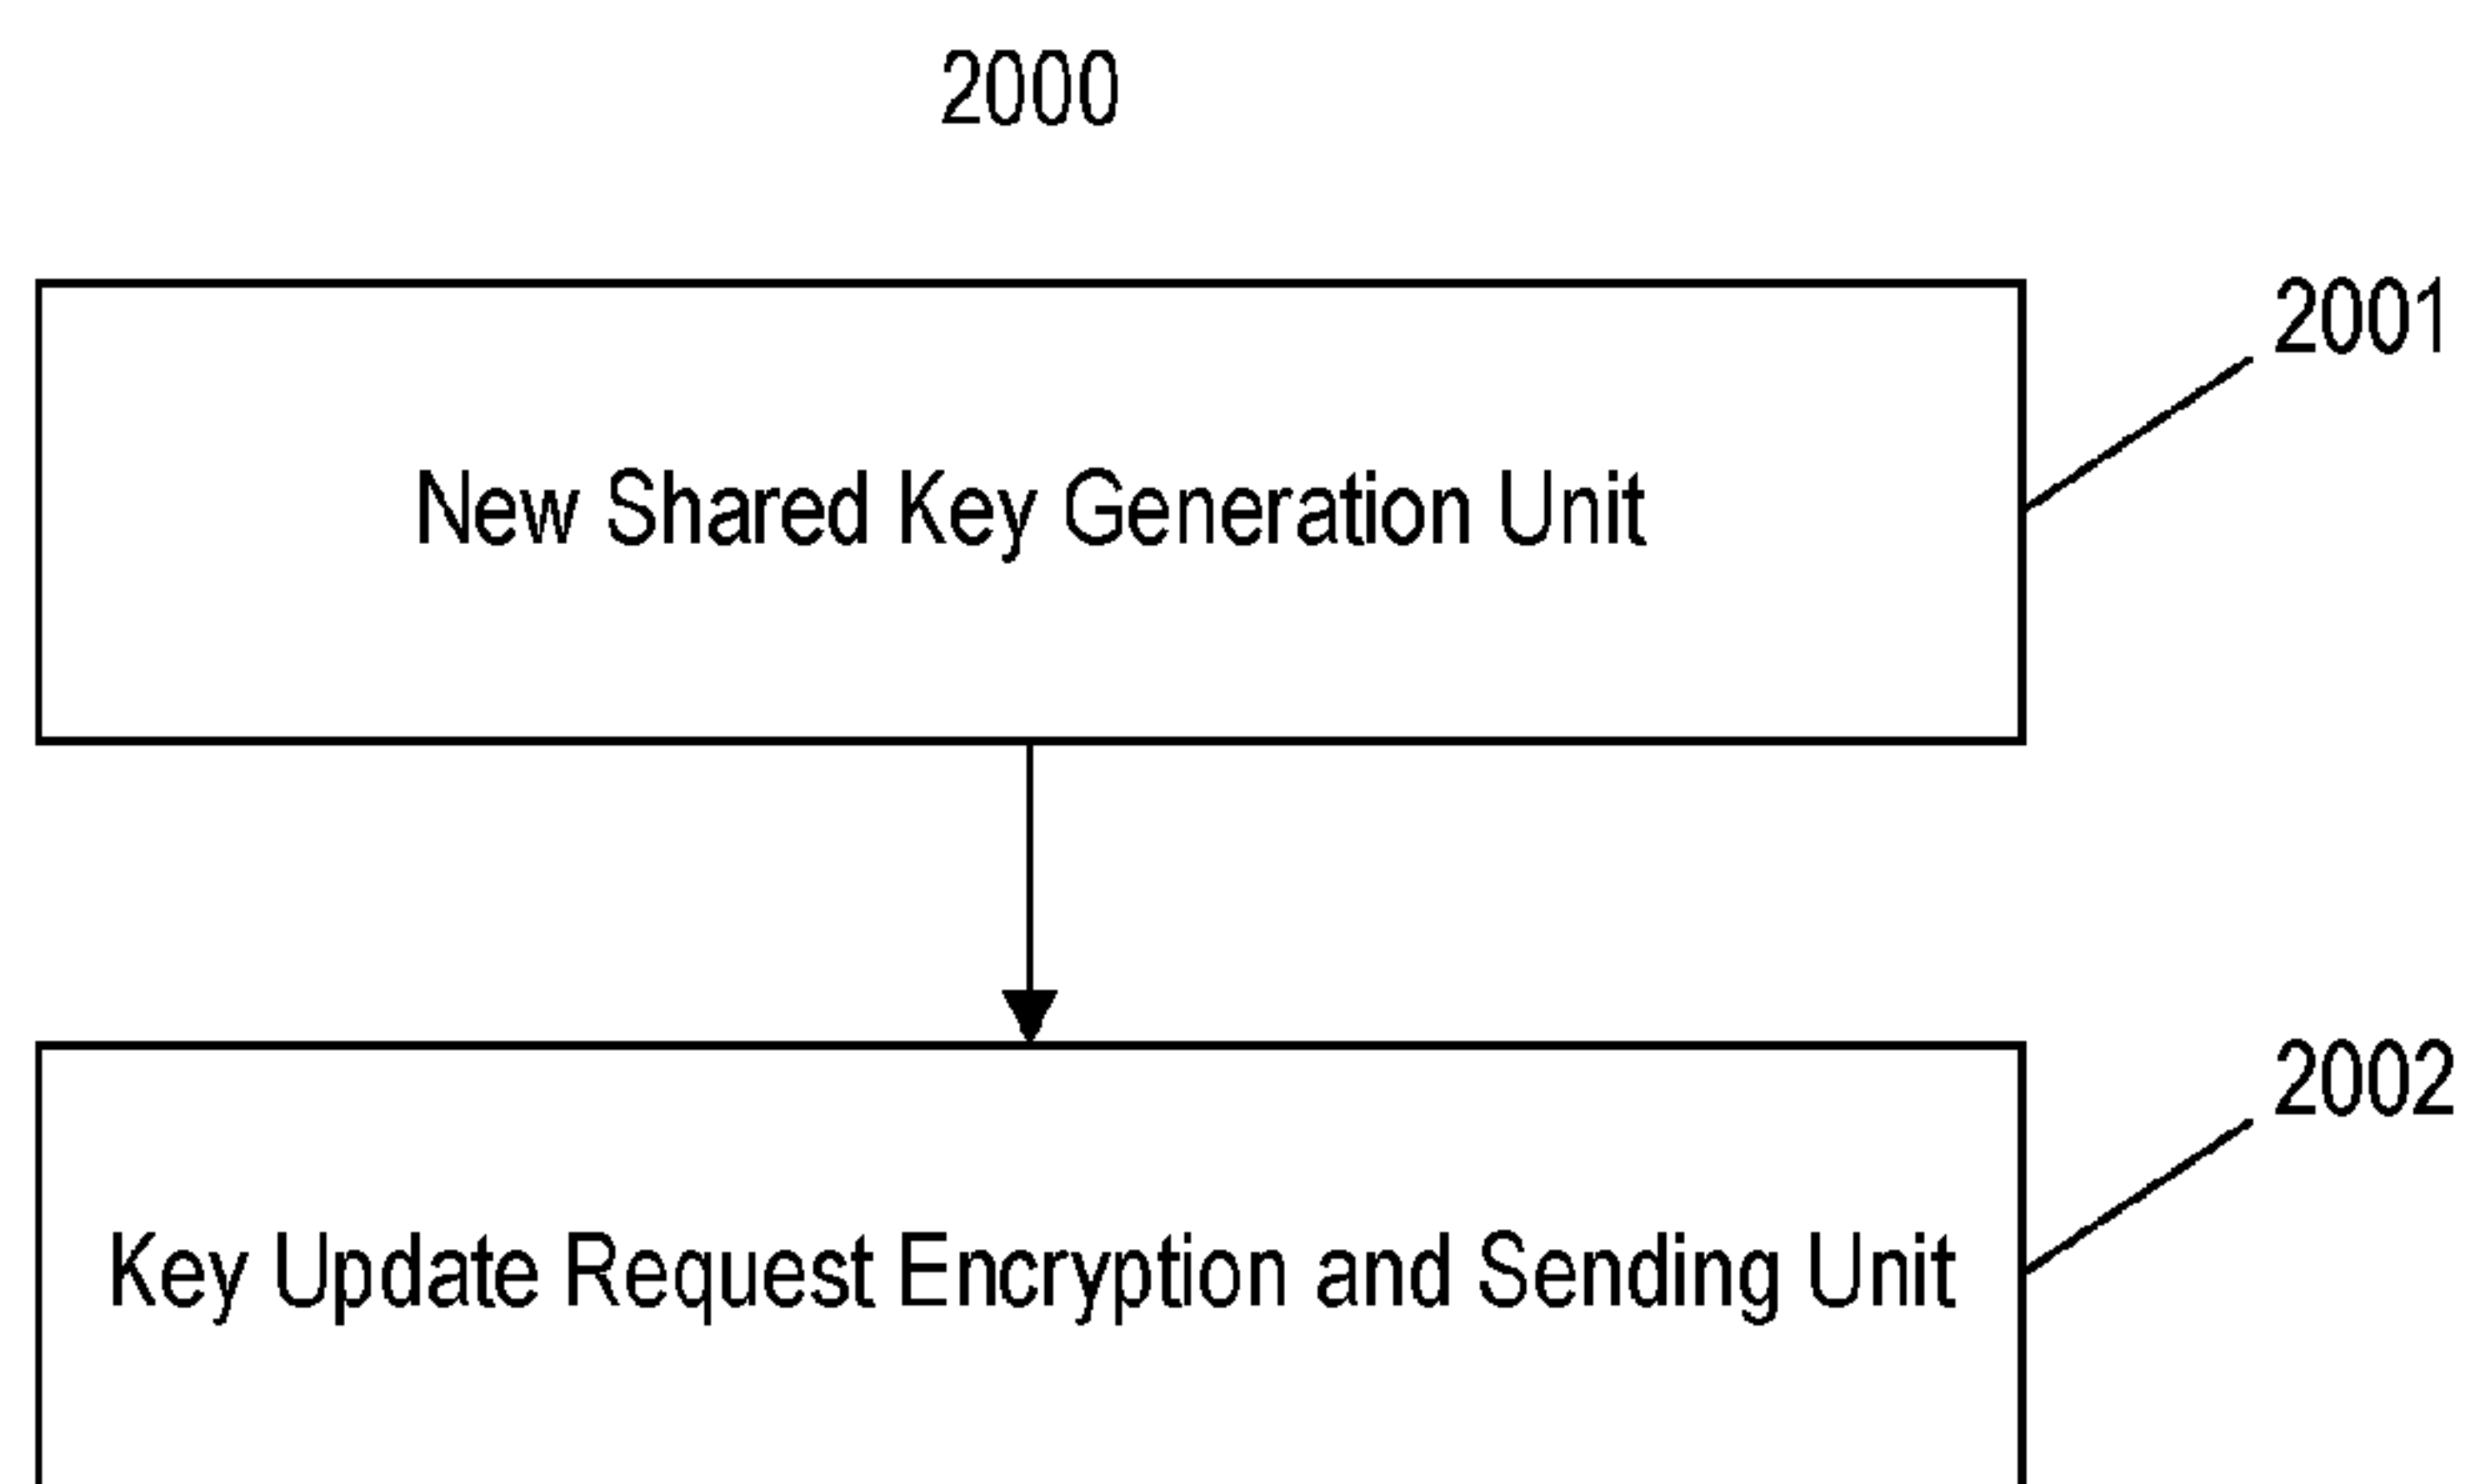 2000
2001
New Shared Key Generation Unit
2002
Key Update Request Encryption and Sending Unit